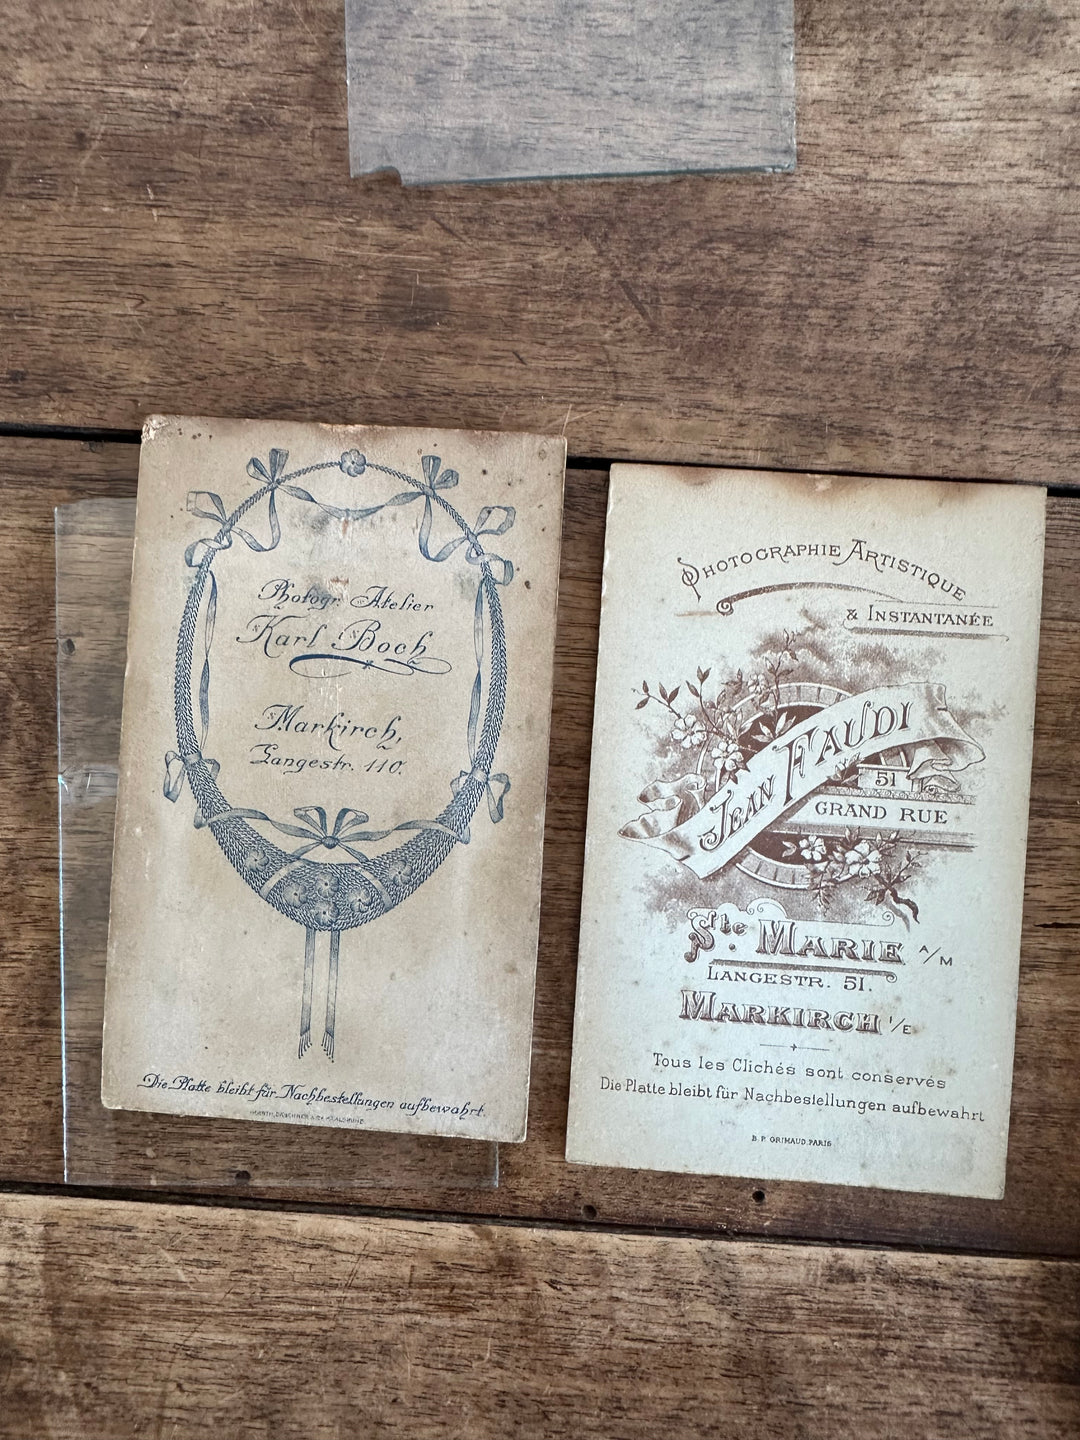 Photogr. Atelier
Karl Boch
Markirch,
Langestr. 110.
Die Platte bleibt für Nachbestellungen aufbewahrt.
PHOTOGRAPHIE ARTISTIQUE
& INSTANTANÉE
JEAN FAUDI
51
GRAND RUE
Ste. MARIE A/M
LANGESTR. 51.
MARKIRCH I/E
Tous les Clichés sont conservés
Die Platte bleibt für Nachbestellungen aufbewahrt
B. P. GRIMAUD. PARIS